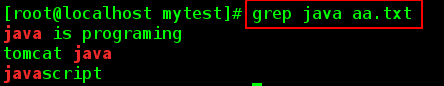 [root@localhost mytest]# grep java aa.txt
java is programing
tomcat java
javascript